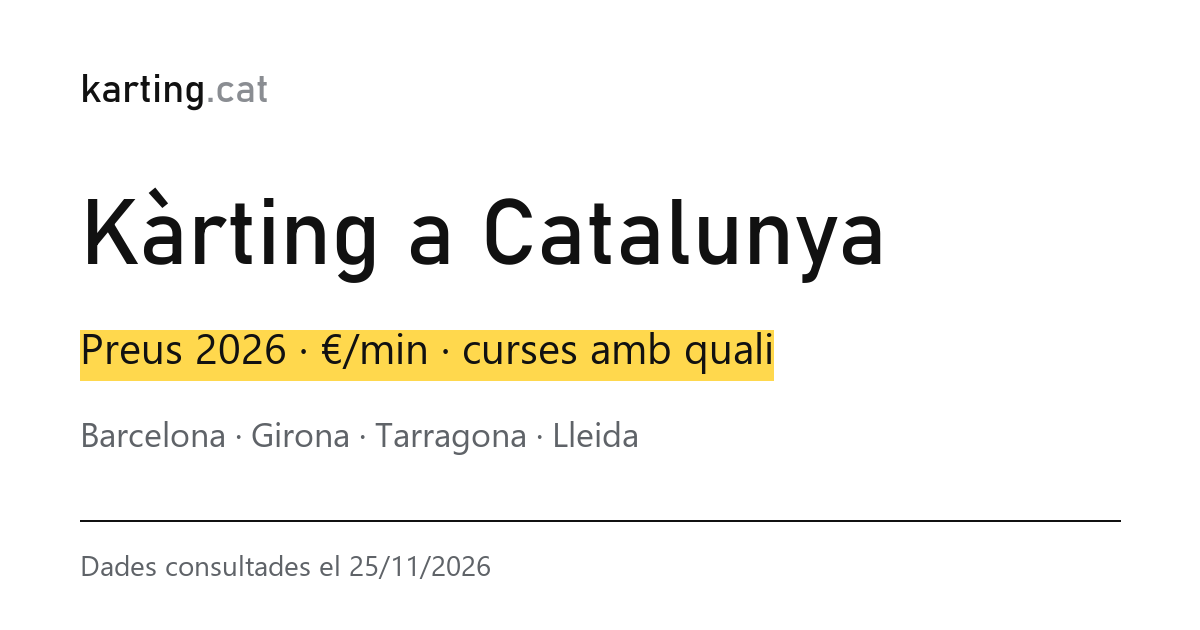 karting.cat
Kàrting a Catalunya
Preus 2026 · €/min · curses amb quali
Barcelona · Girona · Tarragona · Lleida
Dades consultades el 25/11/2026